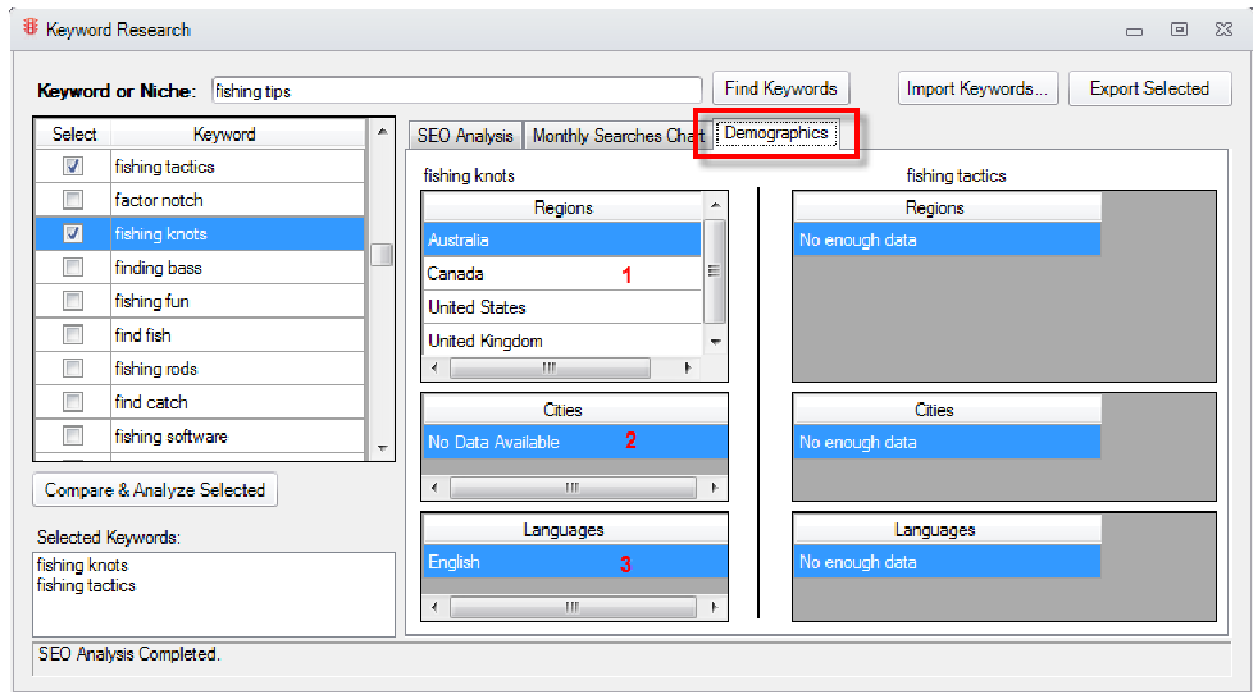 Keyword Research
Keyword or Niche: fishing tips Find Keywords Import Keywords... Export Selected
Select Keyword
fishing tactics
factor notch
fishing knots
finding bass
fishing fun
find fish
fishing rods
find catch
fishing software
Compare & Analyze Selected
Selected Keywords:
fishing knots
fishing tactics
SEO Analysis Monthly Searches Chart Demographics
fishing knots
Regions
Australia
Canada 1
United States
United Kingdom
Cities
No Data Available 2
Languages
English 3
fishing tactics
Regions
No enough data
Cities
No enough data
Languages
No enough data
SEO Analysis Completed.